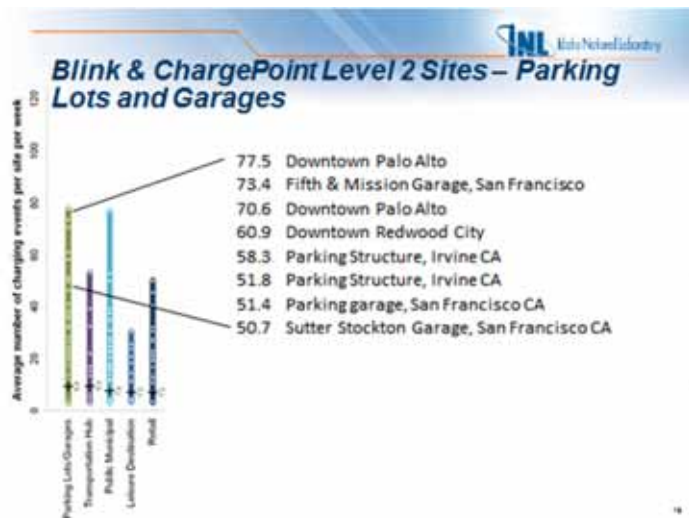 INL Idaho National Laboratory
Blink & ChargePoint Level 2 Sites – Parking
Lots and Garages
Average number of charging events per site per week
120
100
80
60
40
20
0
77.5 Downtown Palo Alto
73.4 Fifth & Mission Garage, San Francisco
70.6 Downtown Palo Alto
60.9 Downtown Redwood City
58.3 Parking Structure, Irvine CA
51.8 Parking Structure, Irvine CA
51.4 Parking garage, San Francisco CA
50.7 Sutter Stockton Garage, San Francisco CA
Parking Lots/Garages
Transportation Hub
Public Municipal
Leisure Destination
Retail